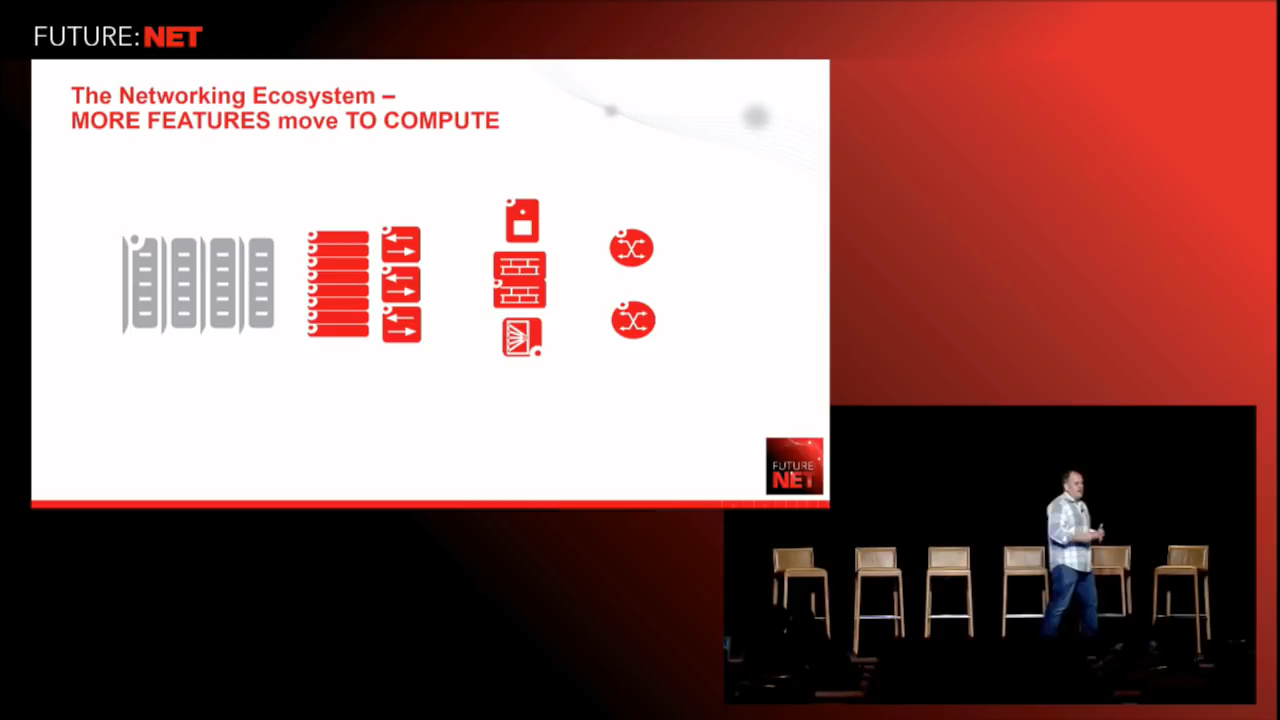 FUTURE:NET
The Networking Ecosystem –
MORE FEATURES move TO COMPUTE
FUTURE
NET